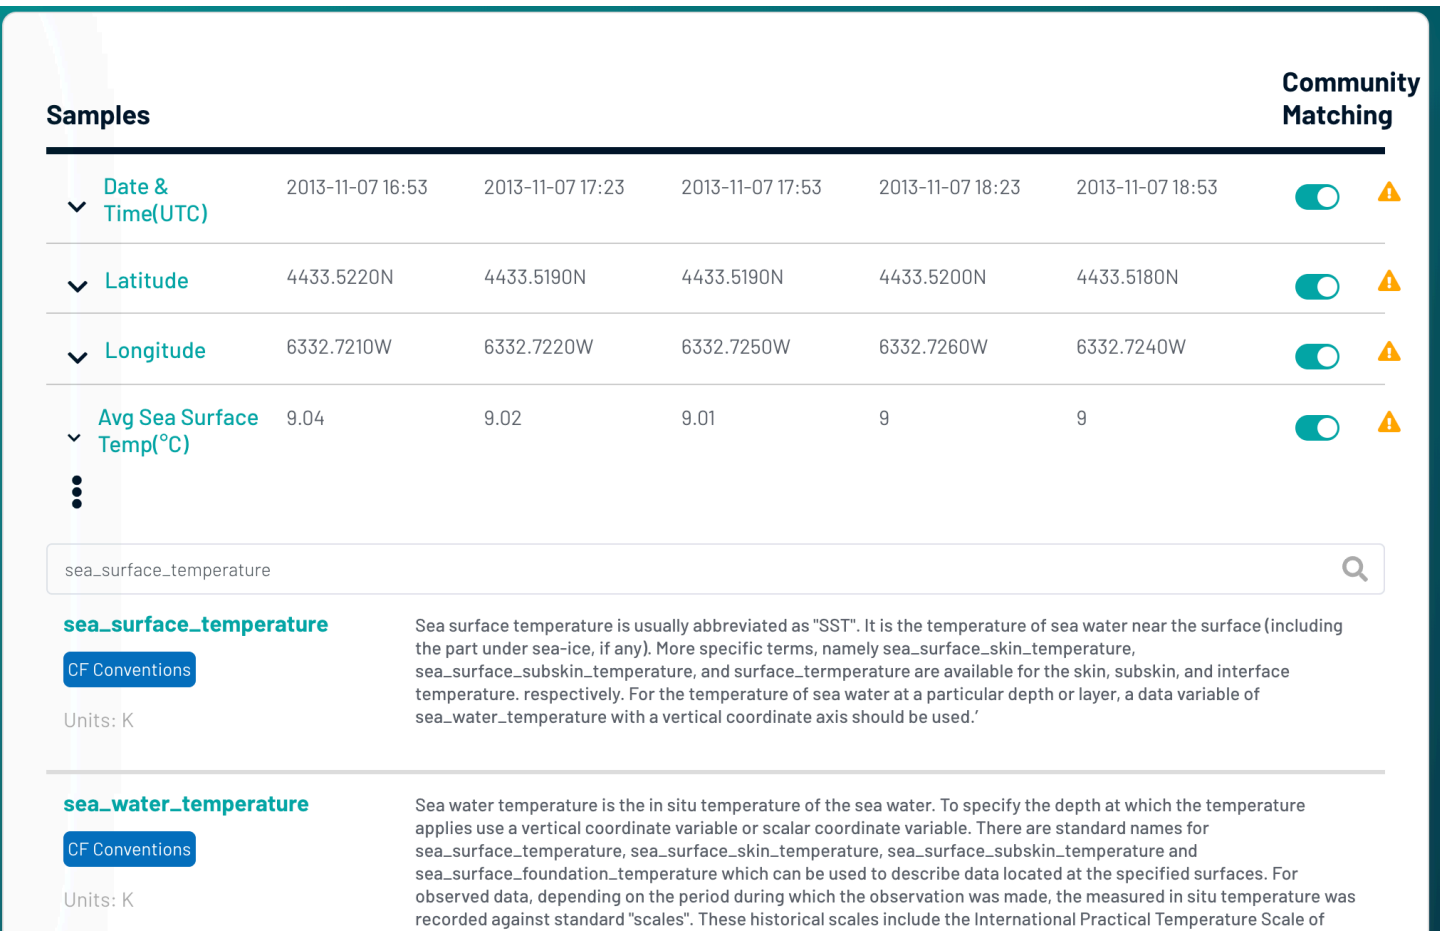 Samples
Community
Matching
Date &
Time(UTC)
2013-11-07 16:53 2013-11-07 17:23 2013-11-07 17:53 2013-11-07 18:23 2013-11-07 18:53
Latitude 4433.5220N 4433.5190N 4433.5190N 4433.5200N 4433.5180N
Longitude 6332.7210W 6332.7220W 6332.7250W 6332.7260W 6332.7240W
Avg Sea Surface
Temp(°C)
9.04 9.02 9.01 9 9
sea_surface_temperature
sea_surface_temperature
CF Conventions
Units: K
Sea surface temperature is usually abbreviated as "SST". It is the temperature of sea water near the surface (including
the part under sea-ice, if any). More specific terms, namely sea_surface_skin_temperature,
sea_surface_subskin_temperature, and surface_termperature are available for the skin, subskin, and interface
temperature. respectively. For the temperature of sea water at a particular depth or layer, a data variable of
sea_water_temperature with a vertical coordinate axis should be used.’
sea_water_temperature
CF Conventions
Units: K
Sea water temperature is the in situ temperature of the sea water. To specify the depth at which the temperature
applies use a vertical coordinate variable or scalar coordinate variable. There are standard names for
sea_surface_temperature, sea_surface_skin_temperature, sea_surface_subskin_temperature and
sea_surface_foundation_temperature which can be used to describe data located at the specified surfaces. For
observed data, depending on the period during which the observation was made, the measured in situ temperature was
recorded against standard "scales". These historical scales include the International Practical Temperature Scale of